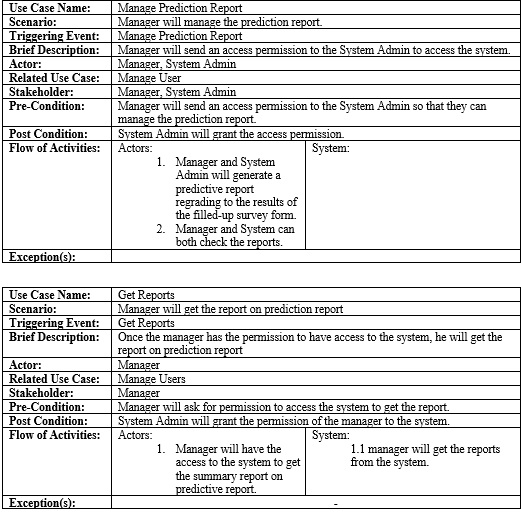 Use Case Name: Manage Prediction Report
Scenario: Manager will manage the prediction report.
Triggering Event: Manage Prediction Report
Brief Description: Manager will send an access permission to the System Admin to access the system.
Actor: Manager, System Admin
Related Use Case: Manage User
Stakeholder: Manager, System Admin
Pre-Condition: Manager will send an access permission to the System Admin so that they can
manage the prediction report.
Post Condition: System Admin will grant the access permission.
Flow of Activities: Actors: System:
1. Manager and System
Admin will generate a
predictive report
regrading to the results of
the filled-up survey form.
2. Manager and System can
both check the reports.
Exception(s):
Use Case Name: Get Reports
Scenario: Manager will get the report on prediction report
Triggering Event: Get Reports
Brief Description: Once the manager has the permission to have access to the system, he will get the
report on prediction report
Actor: Manager
Related Use Case: Manage Users
Stakeholder: Manager
Pre-Condition: Manager will ask for permission to access the system to get the report.
Post Condition: System Admin will grant the permission of the manager to the system.
Flow of Activities: Actors: System:
1. Manager will have the 1.1 manager will get the reports
access to the system to get from the system.
the summary report on
predictive report.
Exception(s): -